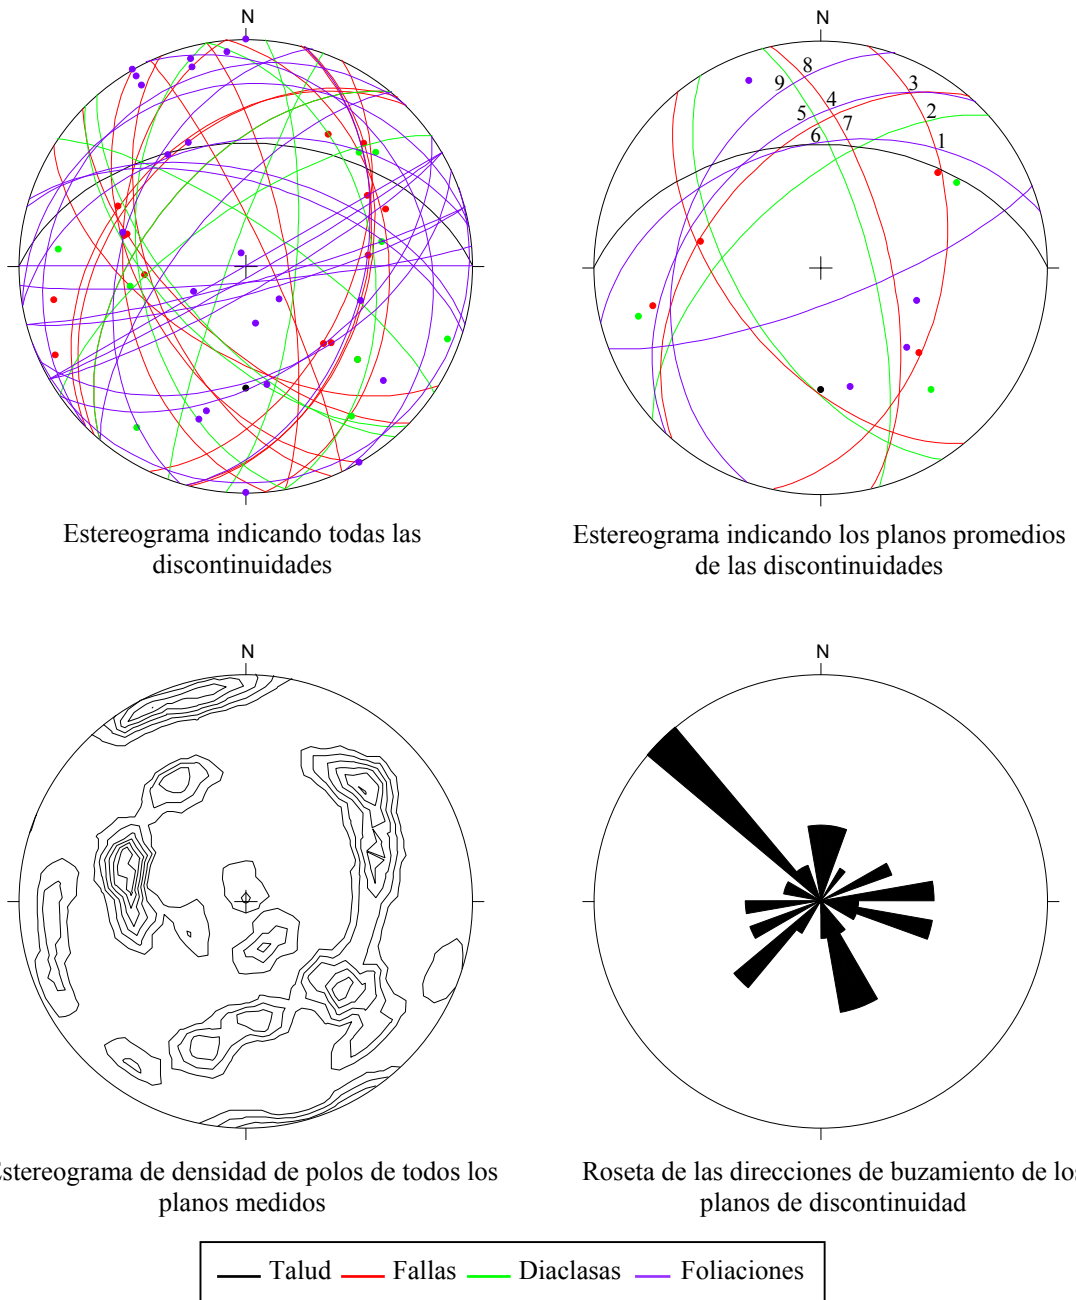 N
N
8
9
3
4
5
2
7
6
1
Estereograma indicando todas las
discontinuidades
Estereograma indicando los planos promedios
de las discontinuidades
N
N
Estereograma de densidad de polos de todos los
planos medidos
Roseta de las direcciones de buzamiento de los
planos de discontinuidad
Talud Fallas Diaclasas Foliaciones